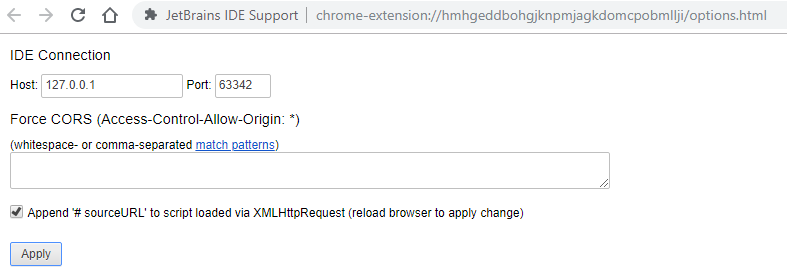 JetBrains IDE Support | chrome-extension://hmhgeddbohgjknpmjagkdomcpobmllji/options.html
IDE Connection
Host: 127.0.0.1 Port: 63342
Force CORS (Access-Control-Allow-Origin: *)
(whitespace- or comma-separated match patterns)
Append '# sourceURL' to script loaded via XMLHttpRequest (reload browser to apply change)
Apply